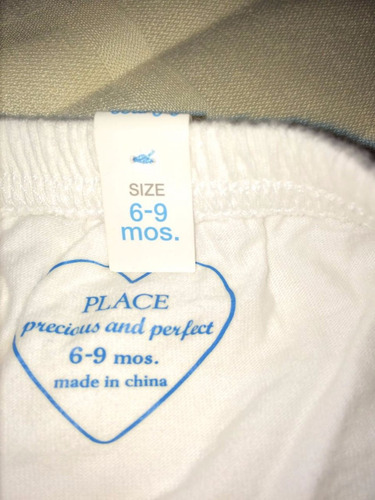 SIZE
6-9
mos.
PLACE
precious and perfect
6-9 mos.
made in china